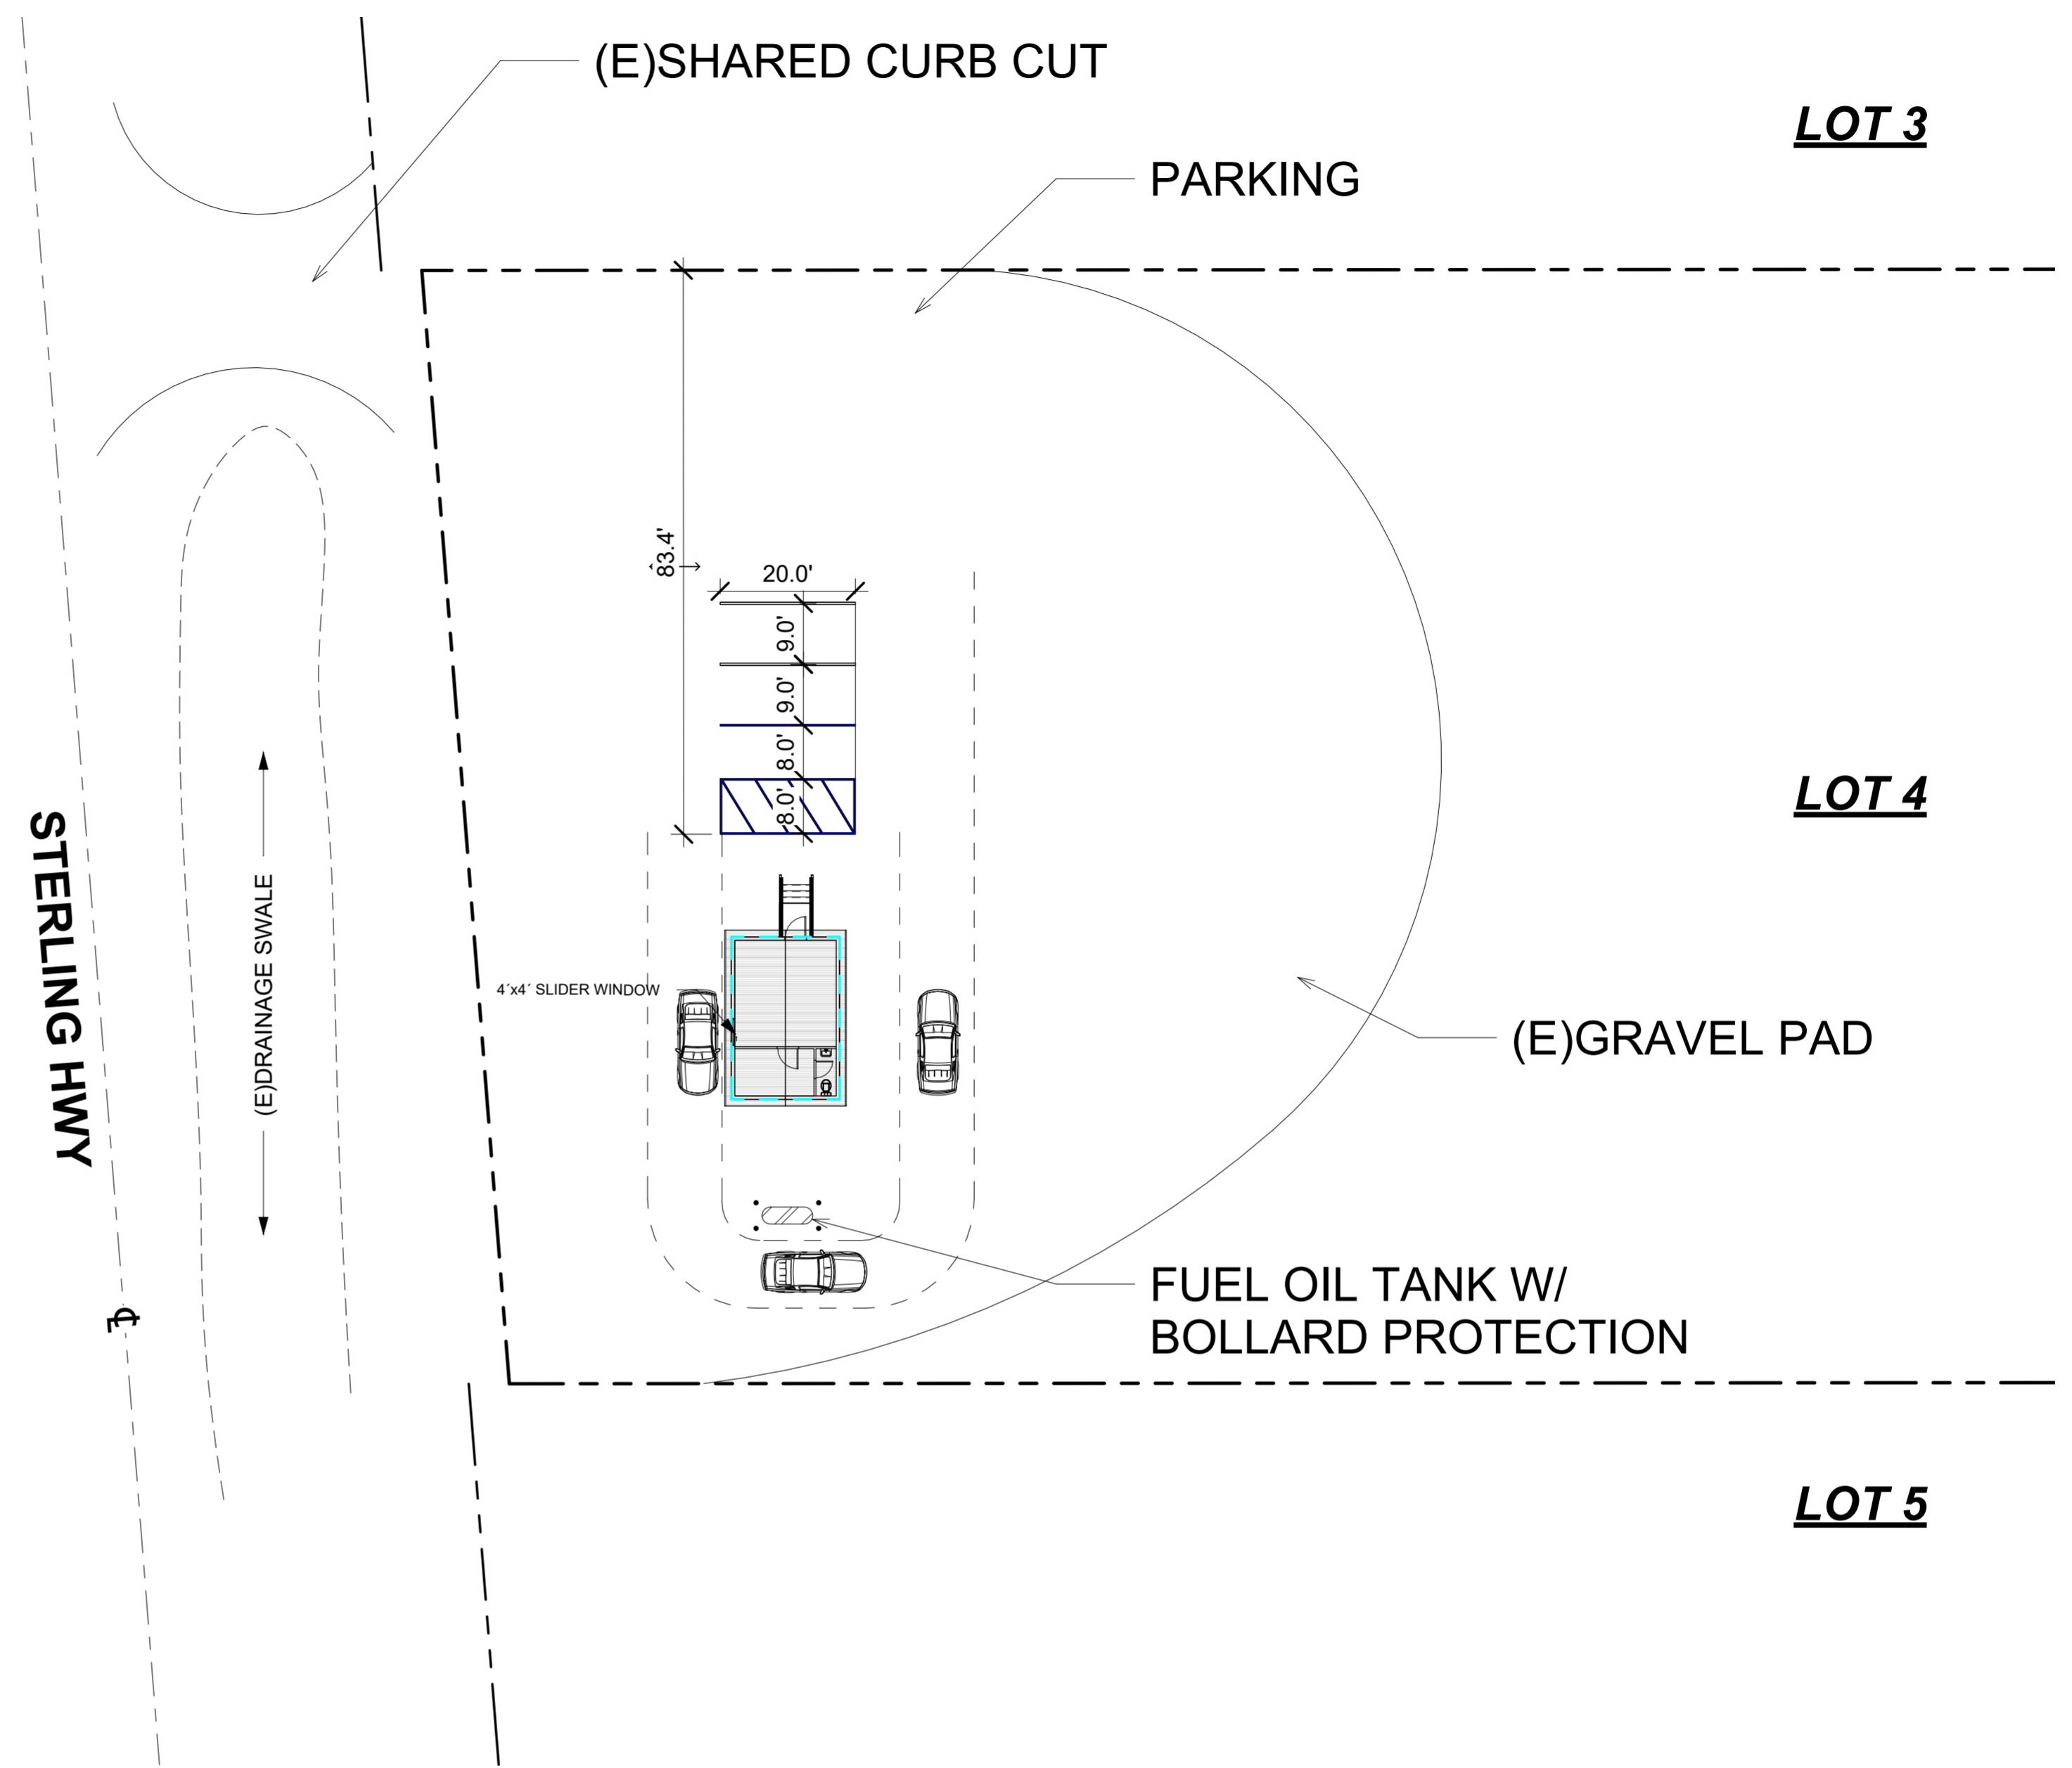 (E)SHARED CURB CUT
LOT 3
PARKING
83.4'
20.0'
9.0'
9.0'
8.0'
8.0'
LOT 4
STERLING HWY
(E)DRAINAGE SWALE
4'x4' SLIDER WINDOW
(E)GRAVEL PAD
FUEL OIL TANK W/
BOLLARD PROTECTION
℄
LOT 5